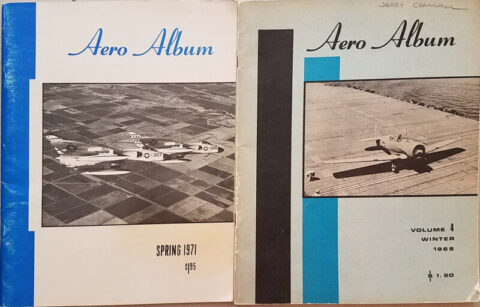 Aero Album
SPRING 1971
$1.95
JERRY CRANDALL
Aero Album
VOLUME 4
WINTER
1968
$ 1.50